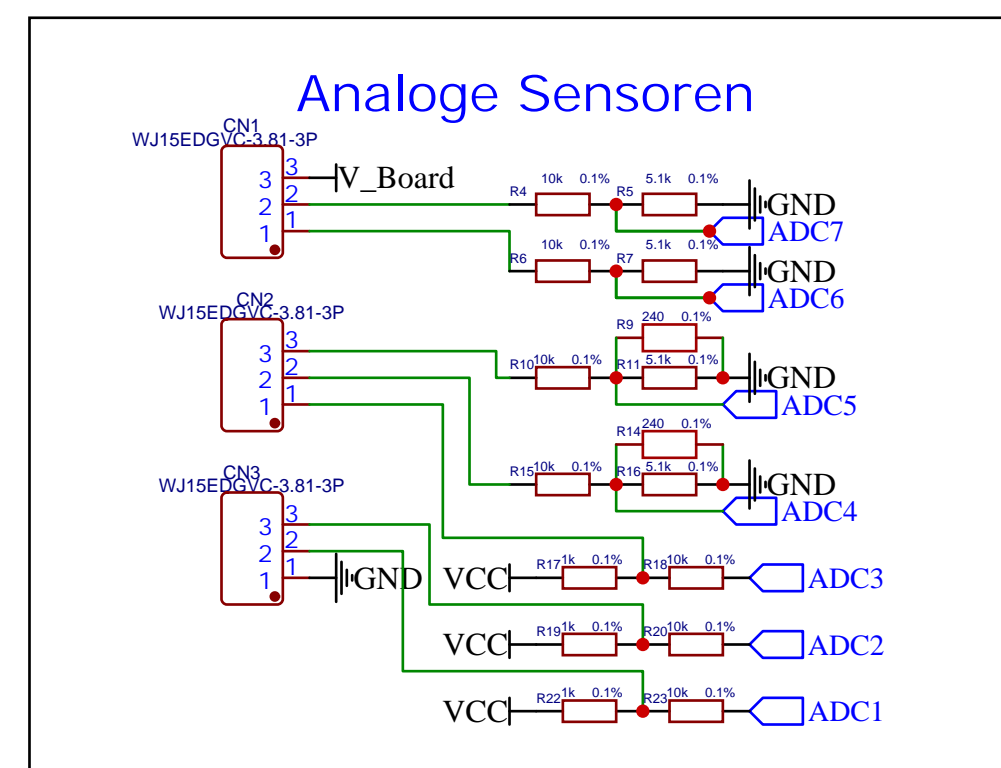 Analoge Sensoren
CN1
WJ15EDGVC-3.81-3P
3 3 V_Board
2 2
1 1
R4 10k 0.1% R5 5.1k 0.1% GND
ADC7
R6 10k 0.1% R7 5.1k 0.1% GND
ADC6
CN2
WJ15EDGVC-3.81-3P
3 3
2 2
1 1
R9 240 0.1%
R10 10k 0.1% R11 5.1k 0.1% GND
ADC5
R14 240 0.1%
R15 10k 0.1% R16 5.1k 0.1% GND
ADC4
CN3
WJ15EDGVC-3.81-3P
3 3
2 2
1 1 GND
VCC R17 1k 0.1% R18 10k 0.1% ADC3
VCC R19 1k 0.1% R20 10k 0.1% ADC2
VCC R22 1k 0.1% R23 10k 0.1% ADC1